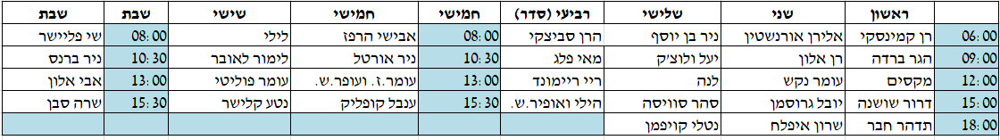 ראשון שני שלישי רביעי (סדר) חמישי חמישי שישי שבת שבת
06:00 רן קמינסקי אלירן אורנשטין ניר בן יוסף הרן סביצקי 08:00 אבישי הרפז לילי 08:00 שי פליישר
09:00 הגר ברדה רן אלון יעל ולוצ'ק מאי פלג 10:30 ניר אורטל לימור לאובר 10:30 ניר ברנס
12:00 מקסים עומר נקש לנה ריי ריימונד 13:00 עומר.ז. ועופר.ש. עומר פוליטי 13:00 אבי אלון
15:00 דרור שושנה יובל גרוסמן סהר סוויסה הילי ואופיר.ש. 15:30 ענבל קופליק נטע קלישר 15:30 שרה סבן
18:00 תדהר חבר שרון איפלח נטלי קויפמן